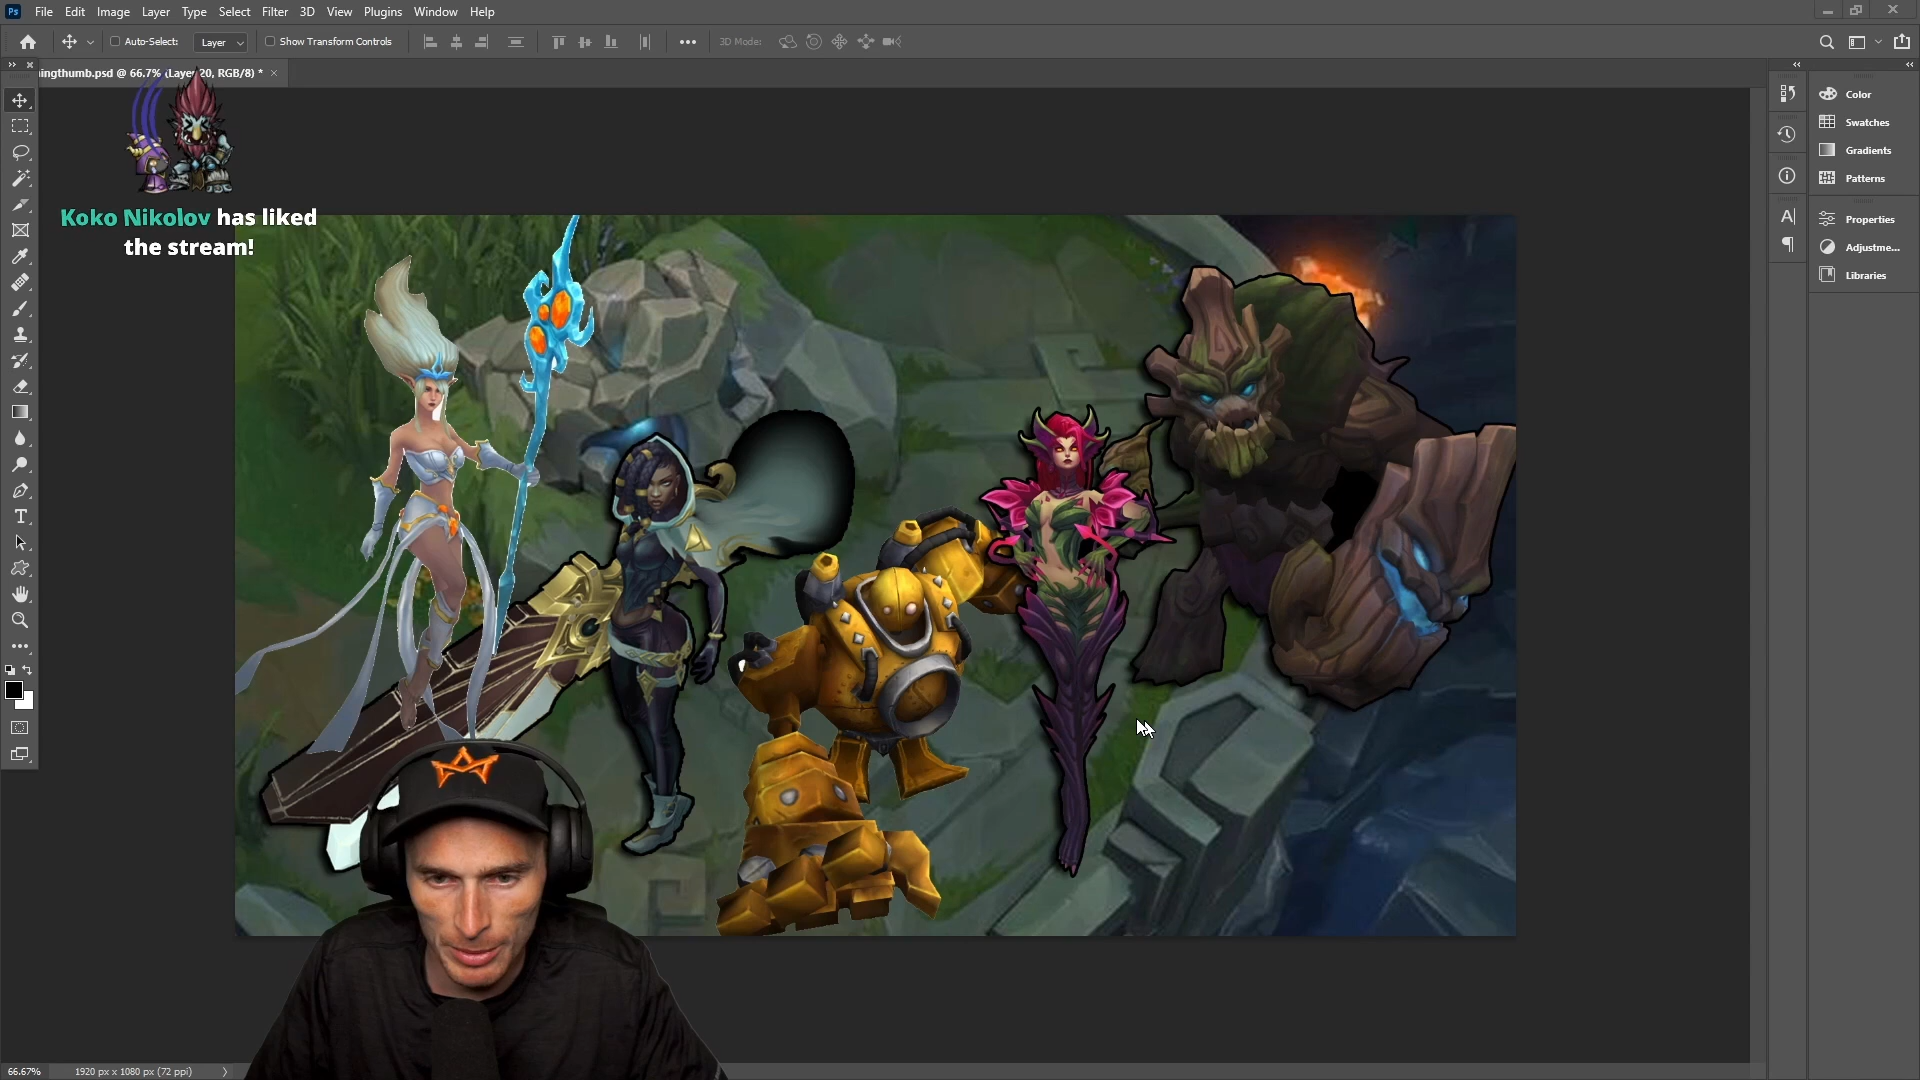 Ps File Edit Image Layer Type Select Filter 3D View Plugins Window Help
Auto-Select: Layer Show Transform Controls 3D Mode:
ingthumb.psd @ 66.7% (Layer 20, RGB/8) *
Color
Swatches
Gradients
Patterns
Properties
Adjustme...
Libraries
Koko Nikolov has liked
the stream!
66.67% 1920 px x 1080 px (72 ppi)